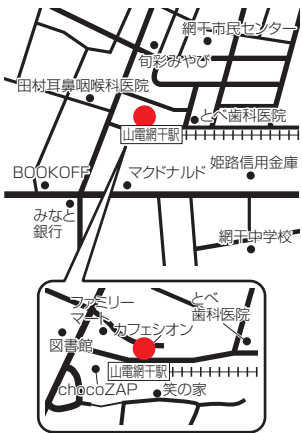 網干市民センター
旬彩みやび
田村耳鼻咽喉科医院
とべ歯科医院
山電網干駅
姫路信用金庫
BOOKOFF
マクドナルド
みなと
銀行
網干中学校
ファミリー
マート
とべ
歯科医院
カフェシオン
図書館
山電網干駅
chocoZAP
笑の家